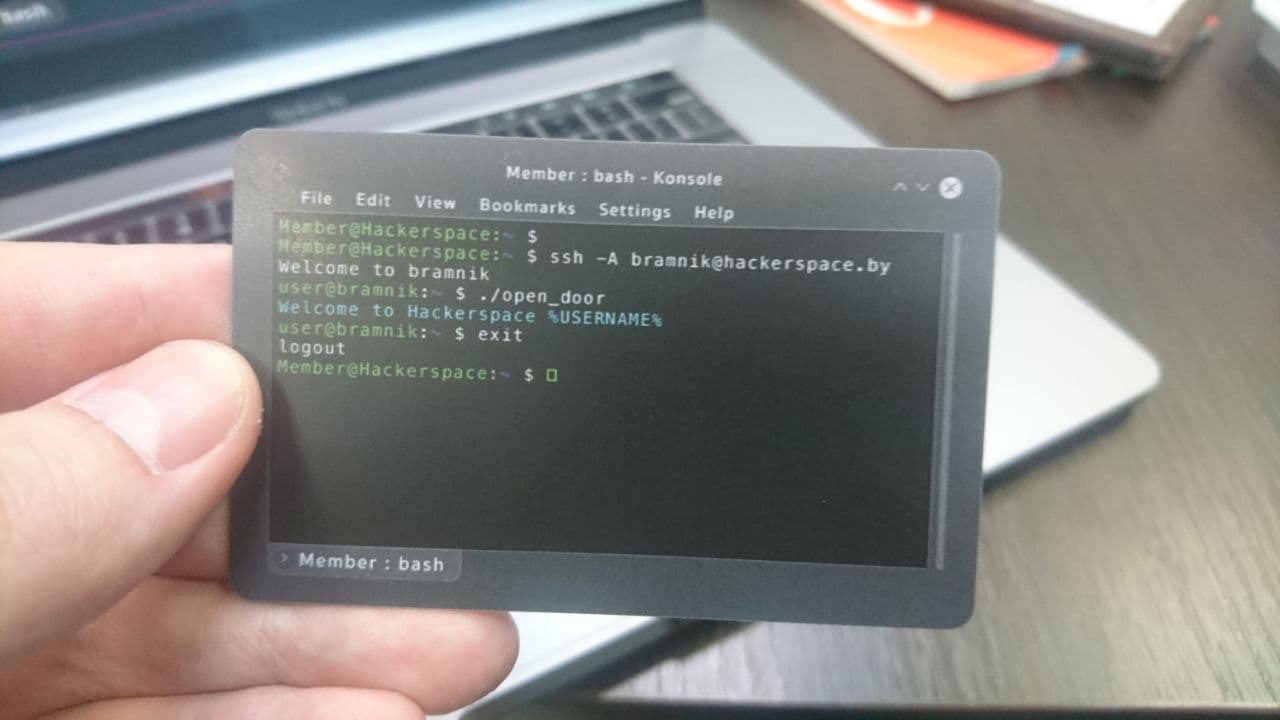 Member : bash - Konsole
File Edit View Bookmarks Settings Help
Member@Hackerspace:~ $
Member@Hackerspace:~ $ ssh -A bramnik@hackerspace.by
Welcome to bramnik
user@bramnik:~ $ ./open_door
Welcome to Hackerspace %USERNAME%
user@bramnik:~ $ exit
logout
Member@Hackerspace:~ $
> Member : bash